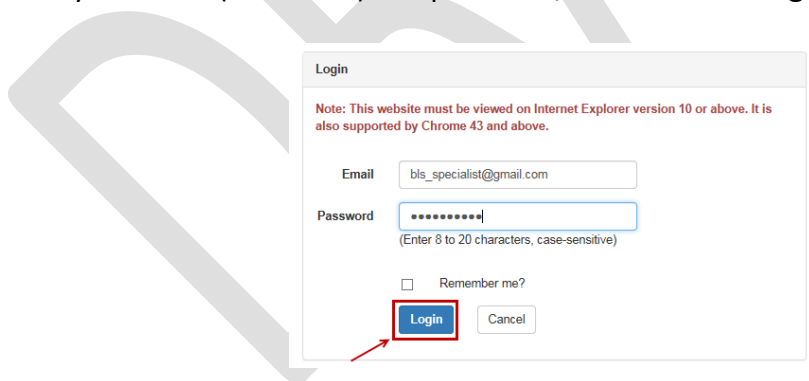 Login
Note: This website must be viewed on Internet Explorer version 10 or above. It is
also supported by Chrome 43 and above.
Email bls_specialist@gmail.com
Password ●●●●●●●●●●
(Enter 8 to 20 characters, case-sensitive)
Remember me?
Login Cancel